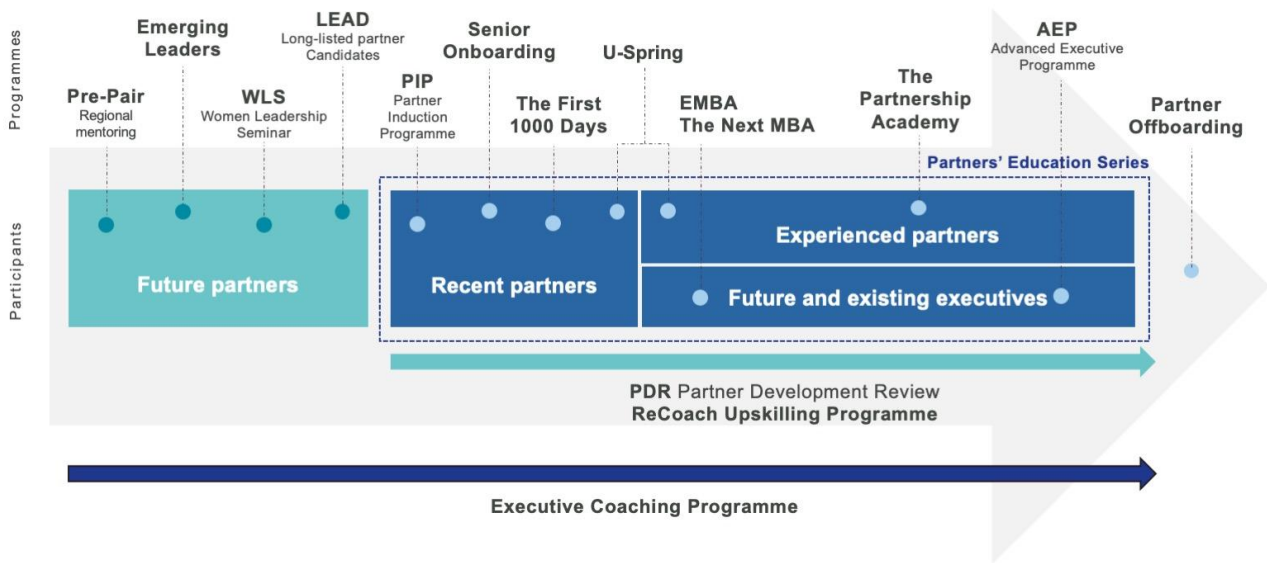 Programmes
Pre-Pair
Regional
mentoring
Emerging
Leaders
WLS
Women Leadership
Seminar
LEAD
Long-listed partner
Candidates
PIP
Partner
Induction
Programme
Senior
Onboarding
The First
1000 Days
U-Spring
EMBA
The Next MBA
The
Partnership
Academy
AEP
Advanced Executive
Programme
Partner
Offboarding
Partners’ Education Series
Participants
Future partners
Recent partners
Experienced partners
Future and existing executives
PDR Partner Development Review
ReCoach Upskilling Programme
Executive Coaching Programme